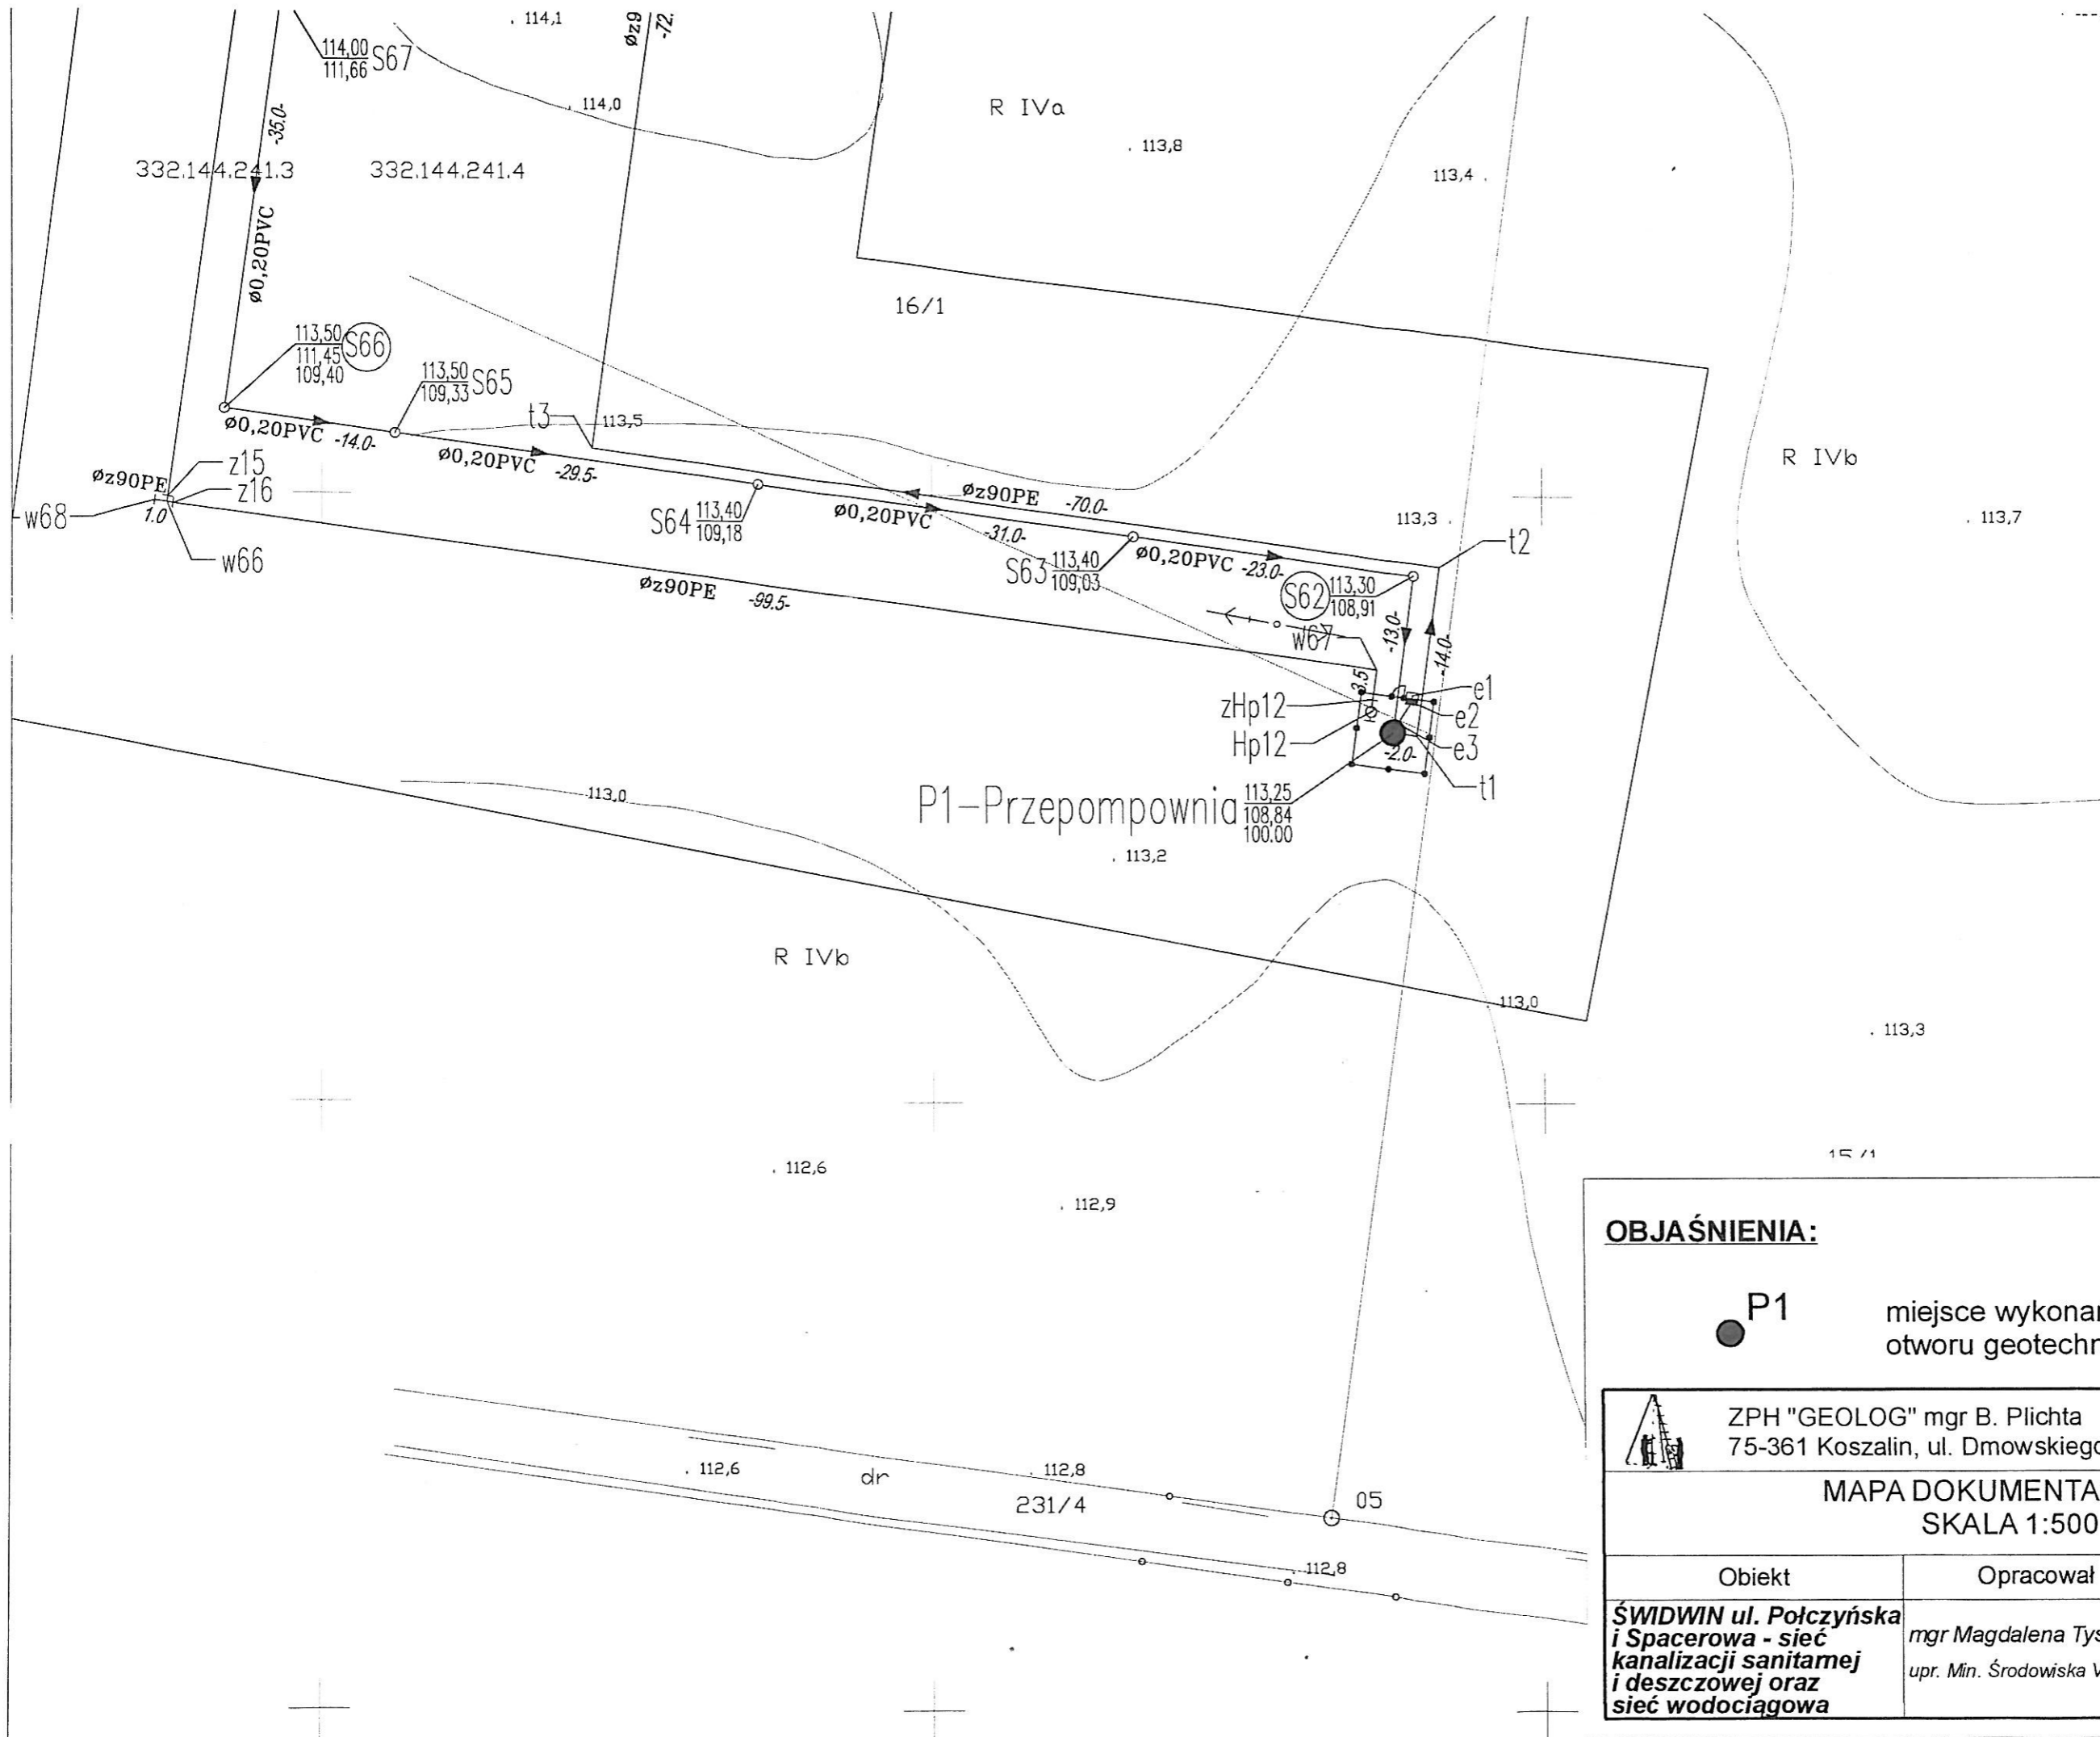 114,1
øz9
-72.
114,00
111,66
S67
114,0
-35.0-
R IVa
113,8
113,4
332.144.241.3
332.144.241.4
ø0,20PVC
16/1
113,50
111,45
109,40
S66
113,50
109,33
S65
t3
113,5
ø0,20PVC -14.0-
ø0,20PVC -29.5-
R IVb
z15
øz90PE
z16
w68
1.0
w66
øz90PE -70.0-
S64
113,40
109,18
ø0,20PVC
-31.0-
113,3
113,7
t2
S63
113,40
109,03
ø0,20PVC -23.0-
S62
113,30
108,91
øz90PE -99.5-
w67
-13.0-
-14.0-
3.5
zHp12
Hp12
e1
e2
e3
-2.0-
t1
113,0
P1-Przepompownia
113,25
108,84
100.00
113,2
R IVb
113,0
113,3
112,6
112,9
15/1
OBJAŚNIENIA:
P1
miejsce
otworu
ZPH "GEOLOG" mgr B. Plichta
75-361 Koszalin, ul. Dmowskiego
MAPA
SKALA 1:500
Obiekt
Opracował
ŚWIDWIN ul. Połczyńska
i Spacerowa - sieć
kanalizacji sanitarnej
i deszczowej oraz
sieć wodociągowa
mgr Magdalena
upr. Min. Środowiska
112,6
dr
112,8
231/4
05
112,8